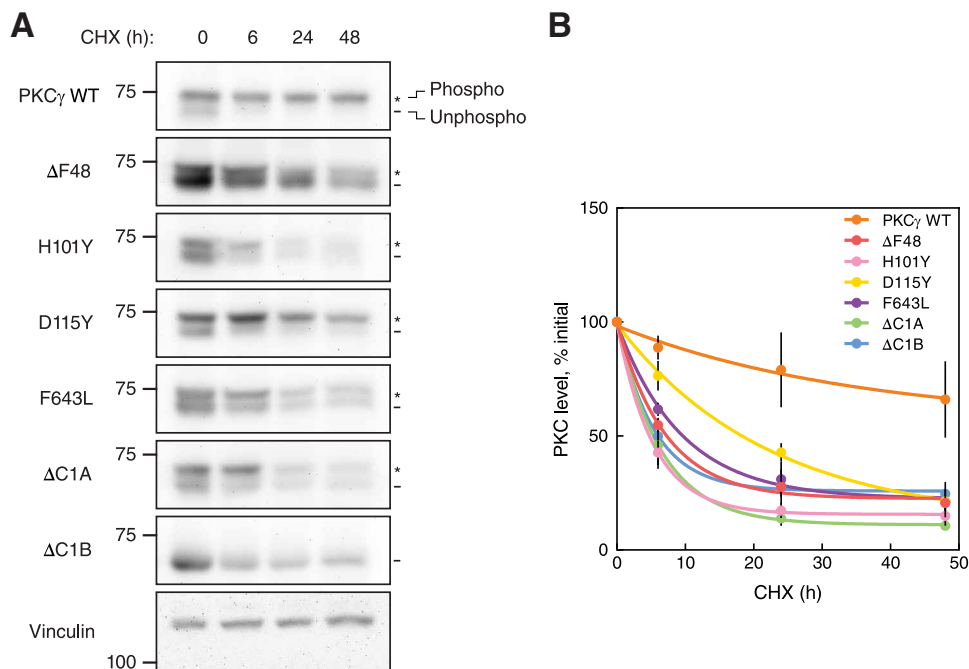 A
CHX (h): 0 6 24 48
PKCγ WT 75 * Phospho
– Unphospho
ΔF48 75 *
–
H101Y 75 *
–
D115Y 75 *
–
F643L 75 *
–
ΔC1A 75 *
–
ΔC1B 75
–
Vinculin
100
B
PKC level, % initial
150
100
50
0
0 10 20 30 40 50
CHX (h)
PKCγ WT
ΔF48
H101Y
D115Y
F643L
ΔC1A
ΔC1B